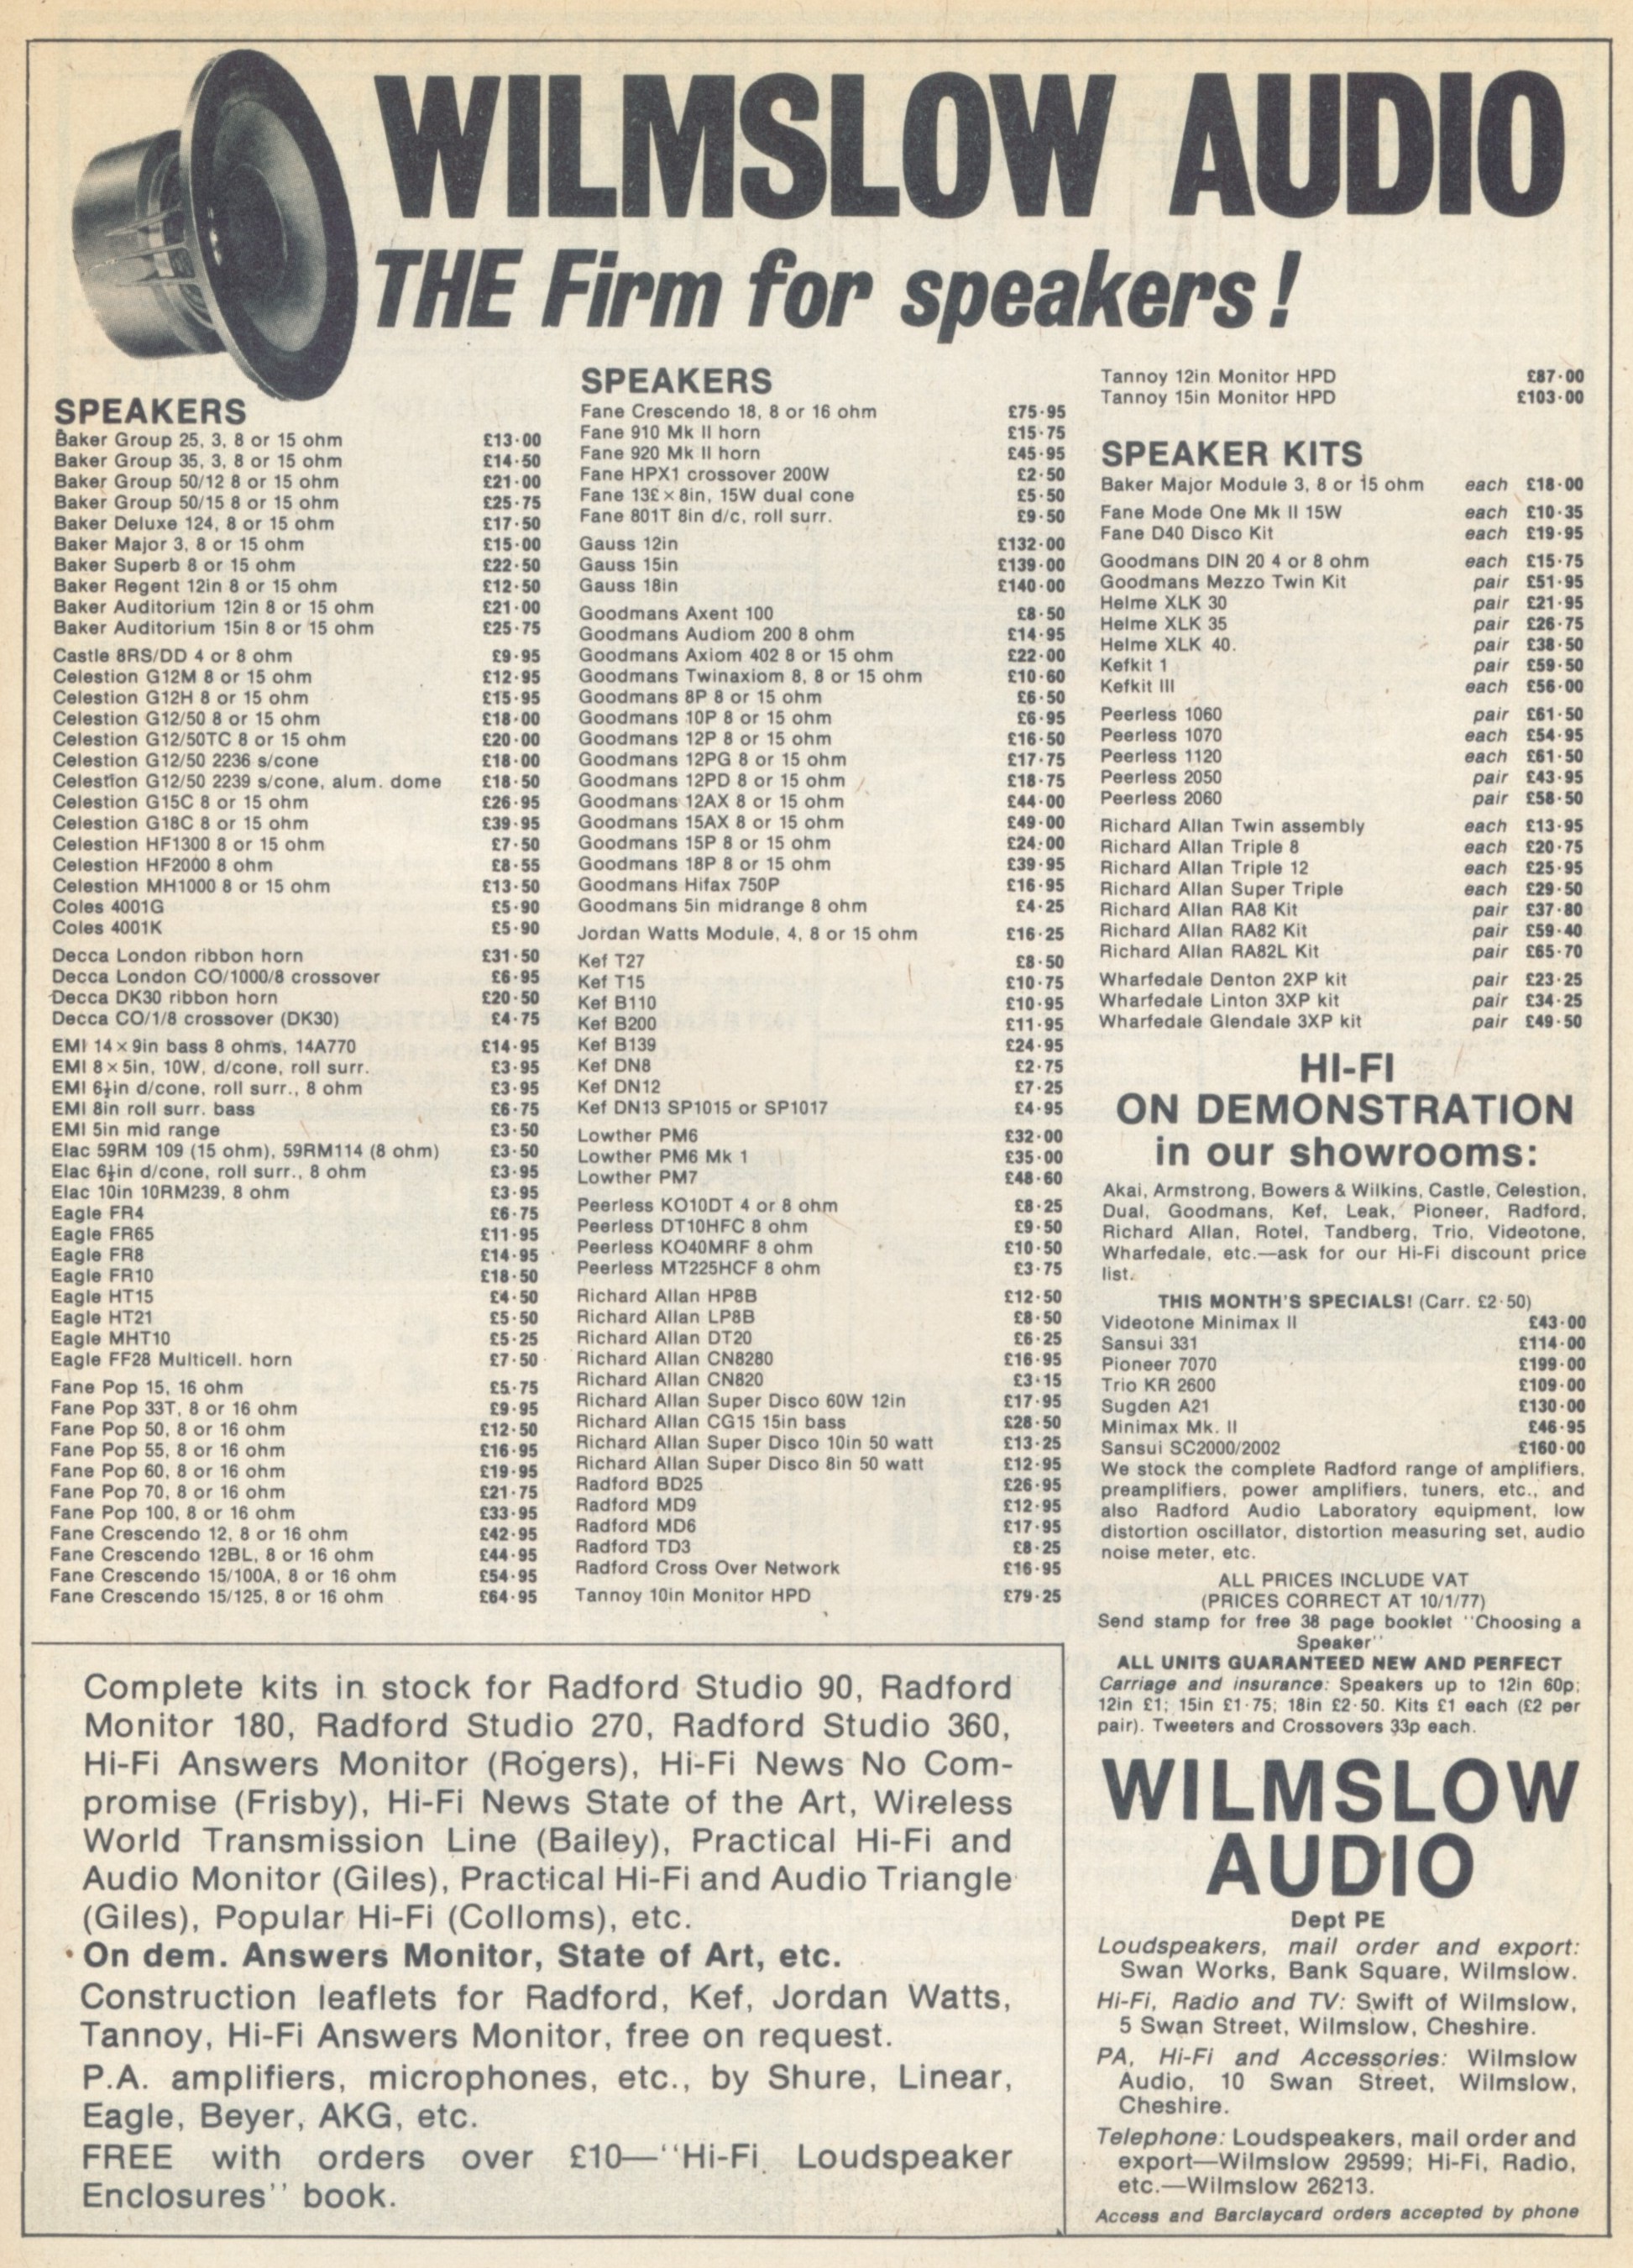 WILMSLOW AUDIO
THE Firm for speakers!
SPEAKERS
Baker Group 25, 3, 8 or 15 ohm £13·00
Baker Group 35, 3, 8 or 15 ohm £14·50
Baker Group 50/12 8 or 15 ohm £21·00
Baker Group 50/15 8 or 15 ohm £25·75
Baker Deluxe 124, 8 or 15 ohm £17·50
Baker Major 3, 8 or 15 ohm £15·00
Baker Superb 8 or 15 ohm £22·50
Baker Regent 12in 8 or 15 ohm £12·50
Baker Auditorium 12in 8 or 15 ohm £21·00
Baker Auditorium 15in 8 or 15 ohm £25·75
Castle 8RS/DD 4 or 8 ohm £9·95
Celestion G12M 8 or 15 ohm £12·95
Celestion G12H 8 or 15 ohm £15·95
Celestion G12/50 8 or 15 ohm £18·00
Celestion G12/50TC 8 or 15 ohm £20·00
Celestion G12/50 2236 s/cone £18·00
Celestion G12/50 2239 s/cone, alum. dome £18·50
Celestion G15C 8 or 15 ohm £26·95
Celestion G18C 8 or 15 ohm £39·95
Celestion HF1300 8 or 15 ohm £7·50
Celestion HF2000 8 ohm £8·55
Celestion MH1000 8 or 15 ohm £13·50
Coles 4001G £5·90
Coles 4001K £5·90
Decca London ribbon horn £31·50
Decca London CO/1000/8 crossover £6·95
Decca DK30 ribbon horn £20·50
Decca CO/1/8 crossover (DK30) £4·75
EMI 14×9in bass 8 ohms, 14A770 £14·95
EMI 8×5in, 10W, d/cone, roll surr. £3·95
EMI 6½in d/cone, roll surr., 8 ohm £3·95
EMI 8in roll surr. bass £6·75
EMI 5in mid range £3·50
Elac 59RM 109 (15 ohm), 59RM114 (8 ohm) £3·50
Elac 6½in d/cone, roll surr., 8 ohm £3·95
Elac 10in 10RM239, 8 ohm £3·95
Eagle FR4 £6·75
Eagle FR65 £11·95
Eagle FR8 £14·95
Eagle FR10 £18·50
Eagle HT15 £4·50
Eagle HT21 £5·50
Eagle MHT10 £5·25
Eagle FF28 Multicell. horn £7·50
Fane Pop 15, 16 ohm £5·75
Fane Pop 33T, 8 or 16 ohm £9·95
Fane Pop 50, 8 or 16 ohm £12·50
Fane Pop 55, 8 or 16 ohm £16·95
Fane Pop 60, 8 or 16 ohm £19·95
Fane Pop 70, 8 or 16 ohm £21·75
Fane Pop 100, 8 or 16 ohm £33·95
Fane Crescendo 12, 8 or 16 ohm £42·95
Fane Crescendo 12BL, 8 or 16 ohm £44·95
Fane Crescendo 15/100A, 8 or 16 ohm £54·95
Fane Crescendo 15/125, 8 or 16 ohm £64·95
SPEAKERS
Fane Crescendo 18, 8 or 16 ohm £75·95
Fane 910 Mk II horn £15·75
Fane 920 Mk II horn £45·95
Fane HPX1 crossover 200W £2·50
Fane 13£×8in, 15W dual cone £5·50
Fane 801T 8in d/c, roll surr. £9·50
Gauss 12in £132·00
Gauss 15in £139·00
Gauss 18in £140·00
Goodmans Axent 100 £8·50
Goodmans Audiom 200 8 ohm £14·95
Goodmans Axiom 402 8 or 15 ohm £22·00
Goodmans Twinaxiom 8, 8 or 15 ohm £10·60
Goodmans 8P 8 or 15 ohm £6·50
Goodmans 10P 8 or 15 ohm £6·95
Goodmans 12P 8 or 15 ohm £16·50
Goodmans 12PG 8 or 15 ohm £17·75
Goodmans 12PD 8 or 15 ohm £18·75
Goodmans 12AX 8 or 15 ohm £44·00
Goodmans 15AX 8 or 15 ohm £49·00
Goodmans 15P 8 or 15 ohm £24·00
Goodmans 18P 8 or 15 ohm £39·95
Goodmans Hifax 750P £16·95
Goodmans 5in midrange 8 ohm £4·25
Jordan Watts Module, 4, 8 or 15 ohm £16·25
Kef T27 £8·50
Kef T15 £10·75
Kef B110 £10·95
Kef B200 £11·95
Kef B139 £24·95
Kef DN8 £2·75
Kef DN12 £7·25
Kef DN13 SP1015 or SP1017 £4·95
Lowther PM6 £32·00
Lowther PM6 Mk 1 £35·00
Lowther PM7 £48·60
Peerless KO10DT 4 or 8 ohm £8·25
Peerless DT10HFC 8 ohm £9·50
Peerless KO40MRF 8 ohm £10·50
Peerless MT225HCF 8 ohm £3·75
Richard Allan HP8B £12·50
Richard Allan LP8B £8·50
Richard Allan DT20 £6·25
Richard Allan CN8280 £16·95
Richard Allan CN820 £3·15
Richard Allan Super Disco 60W 12in £17·95
Richard Allan CG15 15in bass £28·50
Richard Allan Super Disco 10in 50 watt £13·25
Richard Allan Super Disco 8in 50 watt £12·95
Radford BD25 £26·95
Radford MD9 £12·95
Radford MD6 £17·95
Radford TD3 £8·25
Radford Cross Over Network £16·95
Tannoy 10in Monitor HPD £79·25
Tannoy 12in Monitor HPD £87·00
Tannoy 15in Monitor HPD £103·00
SPEAKER KITS
Baker Major Module 3, 8 or 15 ohm each £18·00
Fane Mode One Mk II 15W each £10·35
Fane D40 Disco Kit each £19·95
Goodmans DIN 20 4 or 8 ohm each £15·75
Goodmans Mezzo Twin Kit pair £51·95
Helme XLK 30 pair £21·95
Helme XLK 35 pair £26·75
Helme XLK 40. pair £38·50
Kefkit 1 pair £59·50
Kefkit III each £56·00
Peerless 1060 pair £61·50
Peerless 1070 each £54·95
Peerless 1120 each £61·50
Peerless 2050 pair £43·95
Peerless 2060 pair £58·50
Richard Allan Twin assembly each £13·95
Richard Allan Triple 8 each £20·75
Richard Allan Triple 12 each £25·95
Richard Allan Super Triple each £29·50
Richard Allan RA8 Kit pair £37·80
Richard Allan RA82 Kit pair £59·40
Richard Allan RA82L Kit pair £65·70
Wharfedale Denton 2XP kit pair £23·25
Wharfedale Linton 3XP kit pair £34·25
Wharfedale Glendale 3XP kit pair £49·50
HI-FI
ON DEMONSTRATION
in our showrooms:
Akai, Armstrong, Bowers & Wilkins, Castle, Celestion,
Dual, Goodmans, Kef, Leak, Pioneer, Radford,
Richard Allan, Rotel, Tandberg, Trio, Videotone,
Wharfedale, etc.—ask for our Hi-Fi discount price
list.
THIS MONTH'S SPECIALS! (Carr. £2·50)
Videotone Minimax II £43·00
Sansui 331 £114·00
Pioneer 7070 £199·00
Trio KR 2600 £109·00
Sugden A21 £130·00
Minimax Mk. II £46·95
Sansui SC2000/2002 £160·00
We stock the complete Radford range of amplifiers,
preamplifiers, power amplifiers, tuners, etc., and
also Radford Audio Laboratory equipment, low
distortion oscillator, distortion measuring set, audio
noise meter, etc.
ALL PRICES INCLUDE VAT
(PRICES CORRECT AT 10/1/77)
Send stamp for free 38 page booklet ''Choosing a
Speaker''
ALL UNITS GUARANTEED NEW AND PERFECT
Carriage and insurance: Speakers up to 12in 60p;
12in £1; 15in £1·75; 18in £2·50. Kits £1 each (£2 per
pair). Tweeters and Crossovers 33p each.
Complete kits in stock for Radford Studio 90, Radford
Monitor 180, Radford Studio 270, Radford Studio 360,
Hi-Fi Answers Monitor (Rogers), Hi-Fi News No Com-
promise (Frisby), Hi-Fi News State of the Art, Wireless
World Transmission Line (Bailey), Practical Hi-Fi and
Audio Monitor (Giles), Practical Hi-Fi and Audio Triangle
(Giles), Popular Hi-Fi (Colloms), etc.
On dem. Answers Monitor, State of Art, etc.
Construction leaflets for Radford, Kef, Jordan Watts,
Tannoy, Hi-Fi Answers Monitor, free on request.
P.A. amplifiers, microphones, etc., by Shure, Linear,
Eagle, Beyer, AKG, etc.
FREE with orders over £10—''Hi-Fi Loudspeaker
Enclosures'' book.
WILMSLOW
AUDIO
Dept PE
Loudspeakers, mail order and export:
Swan Works, Bank Square, Wilmslow.
Hi-Fi, Radio and TV: Swift of Wilmslow,
5 Swan Street, Wilmslow, Cheshire.
PA, Hi-Fi and Accessories: Wilmslow
Audio, 10 Swan Street, Wilmslow,
Cheshire.
Telephone: Loudspeakers, mail order and
export—Wilmslow 29599; Hi-Fi, Radio,
etc.—Wilmslow 26213.
Access and Barclaycard orders accepted by phone